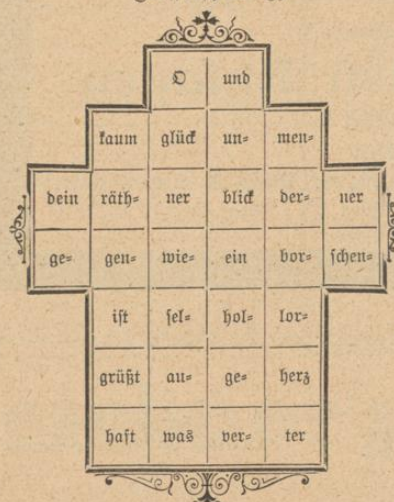 O und
kaum glück un= men=
dein räth= ner blick der= ner
ge= gen= wie= ein bor= schen=
ist sel= hol= lor=
grüßt au= ge= herz
hast was ver= ter